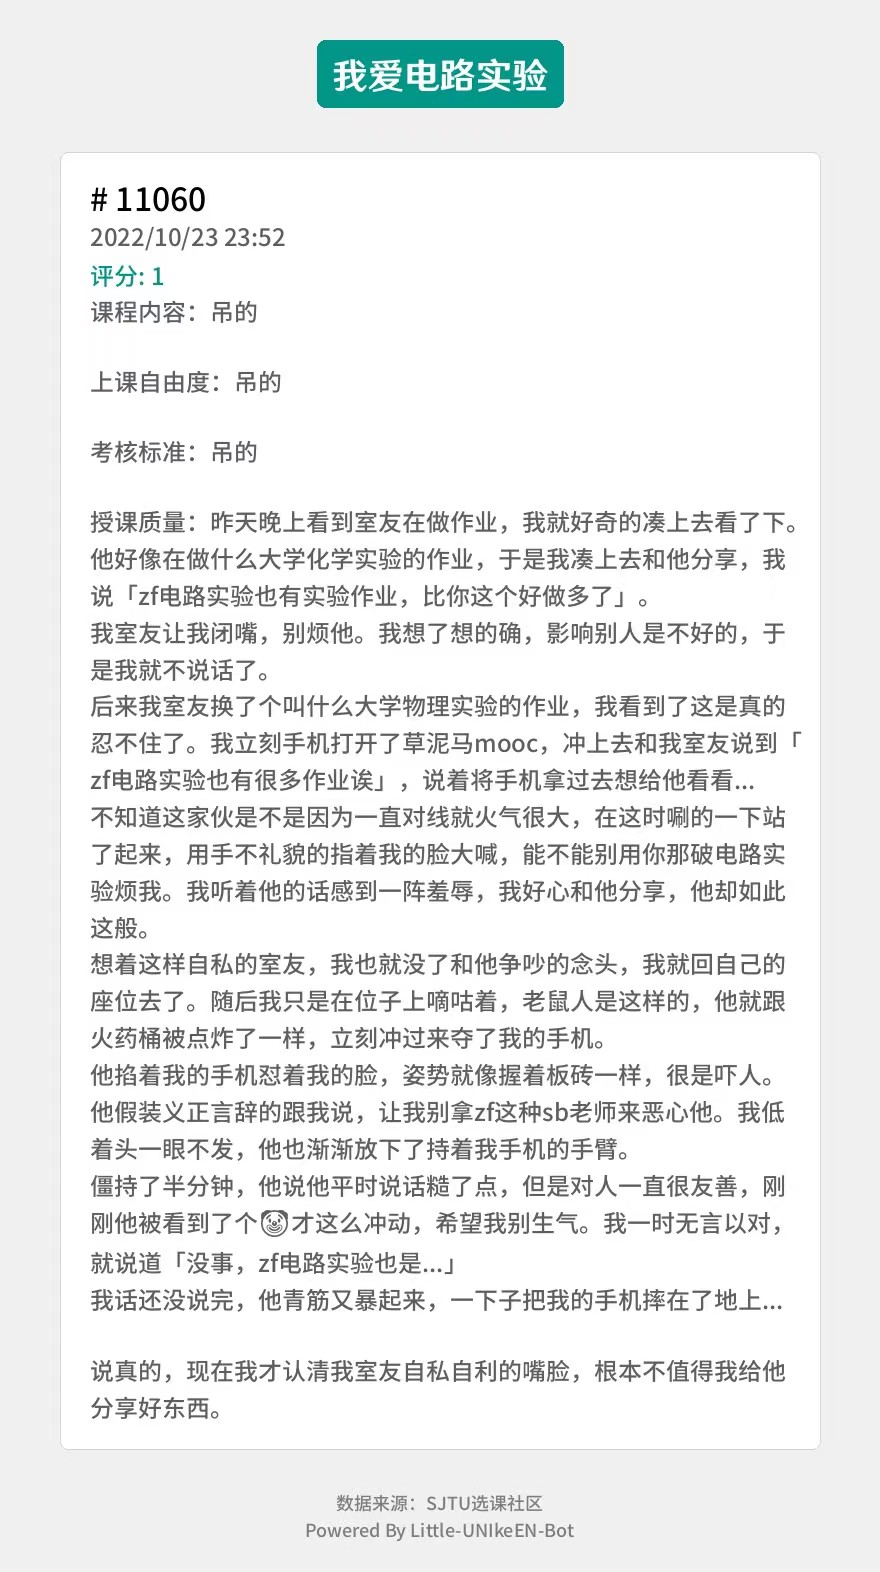 我爱电路实验
# 11060
2022/10/23 23:52
评分: 1
课程内容：吊的
上课自由度：吊的
考核标准：吊的
授课质量：昨天晚上看到室友在做作业，我就好奇的凑上去看了下。
他好像在做什么大学化学实验的作业，于是我凑上去和他分享，我
说「zf电路实验也有实验作业，比你这个好做多了」。
我室友让我闭嘴，别烦他。我想了想的确，影响别人是不好的，于
是我就不说话了。
后来我室友换了个叫什么大学物理实验的作业，我看到了这是真的
忍不住了。我立刻手机打开了草泥马mooc，冲上去和我室友说到「
zf电路实验也有很多作业诶」，说着将手机拿过去想给他看看...
不知道这家伙是不是因为一直对线就火气很大，在这时唰的一下站
了起来，用手不礼貌的指着我的脸大喊，能不能别用你那破电路实
验烦我。我听着他的话感到一阵羞辱，我好心和他分享，他却如此
这般。
想着这样自私的室友，我也就没了和他争吵的念头，我就回自己的
座位去了。随后我只是在位子上嘀咕着，老鼠人是这样的，他就跟
火药桶被点炸了一样，立刻冲过来夺了我的手机。
他掐着我的手机怼着我的脸，姿势就像握着板砖一样，很是吓人。
他假装义正言辞的跟我说，让我别拿zf这种sb老师来恶心他。我低
着头一眼不发，他也渐渐放下了持着我手机的手臂。
僵持了半分钟，他说他平时说话糙了点，但是对人一直很友善，刚
刚他被看到了个🤡才这么冲动，希望我别生气。我一时无言以对，
就说道「没事，zf电路实验也是...」
我话还没说完，他青筋又暴起来，一下子把我的手机摔在了地上...
说真的，现在我才认清我室友自私自利的嘴脸，根本不值得我给他
分享好东西。
数据来源：SJTU选课社区
Powered By Little-UNIkeEN-Bot